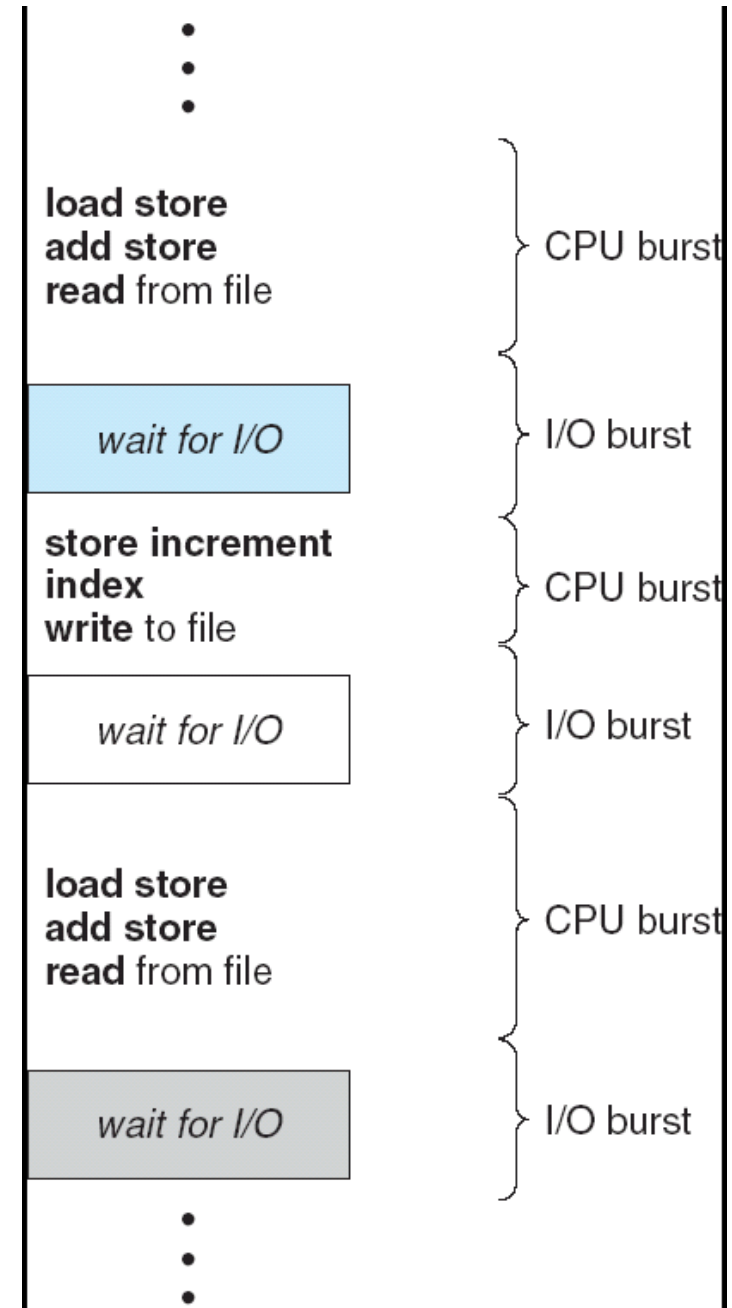 load store
add store
read from file
CPU burst
wait for I/O
I/O burst
store increment
index
write to file
CPU burst
wait for I/O
I/O burst
load store
add store
read from file
CPU burst
wait for I/O
I/O burst